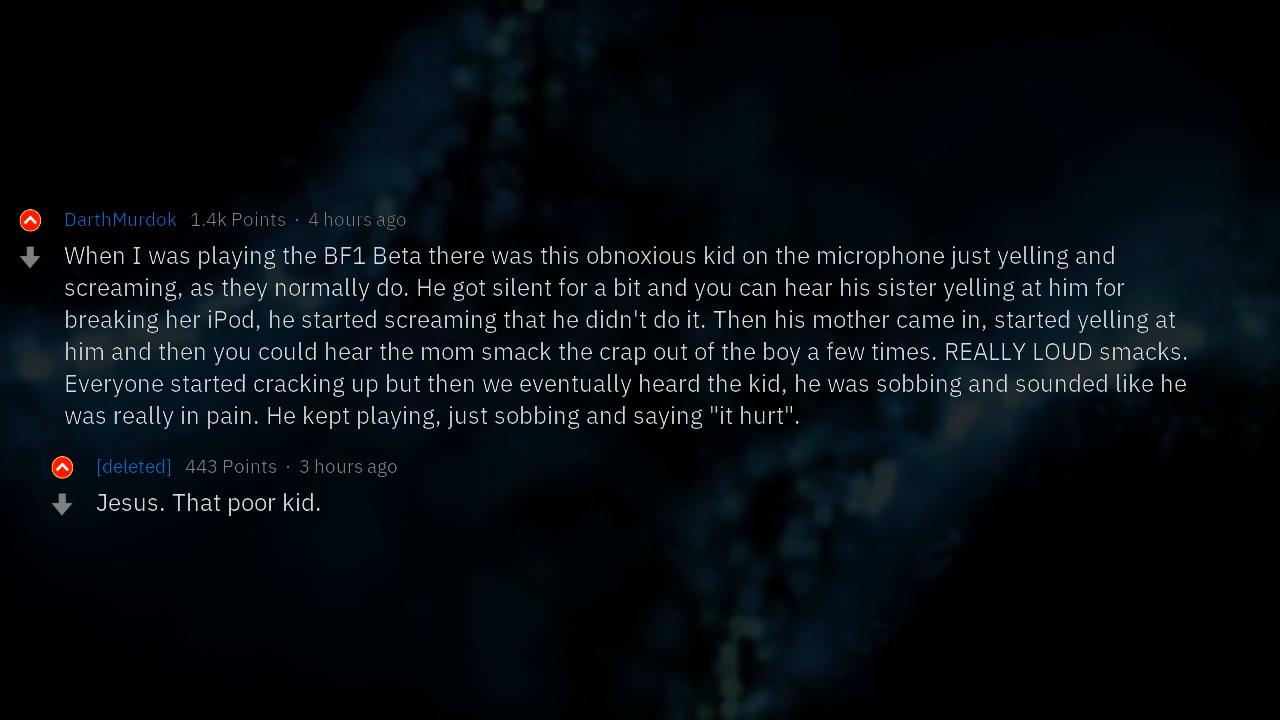 DarthMurdok 1.4k Points · 4 hours ago
When I was playing the BF1 Beta there was this obnoxious kid on the microphone just yelling and
screaming, as they normally do. He got silent for a bit and you can hear his sister yelling at him for
breaking her iPod, he started screaming that he didn't do it. Then his mother came in, started yelling at
him and then you could hear the mom smack the crap out of the boy a few times. REALLY LOUD smacks.
Everyone started cracking up but then we eventually heard the kid, he was sobbing and sounded like he
was really in pain. He kept playing, just sobbing and saying "it hurt".
[deleted] 443 Points · 3 hours ago
Jesus. That poor kid.